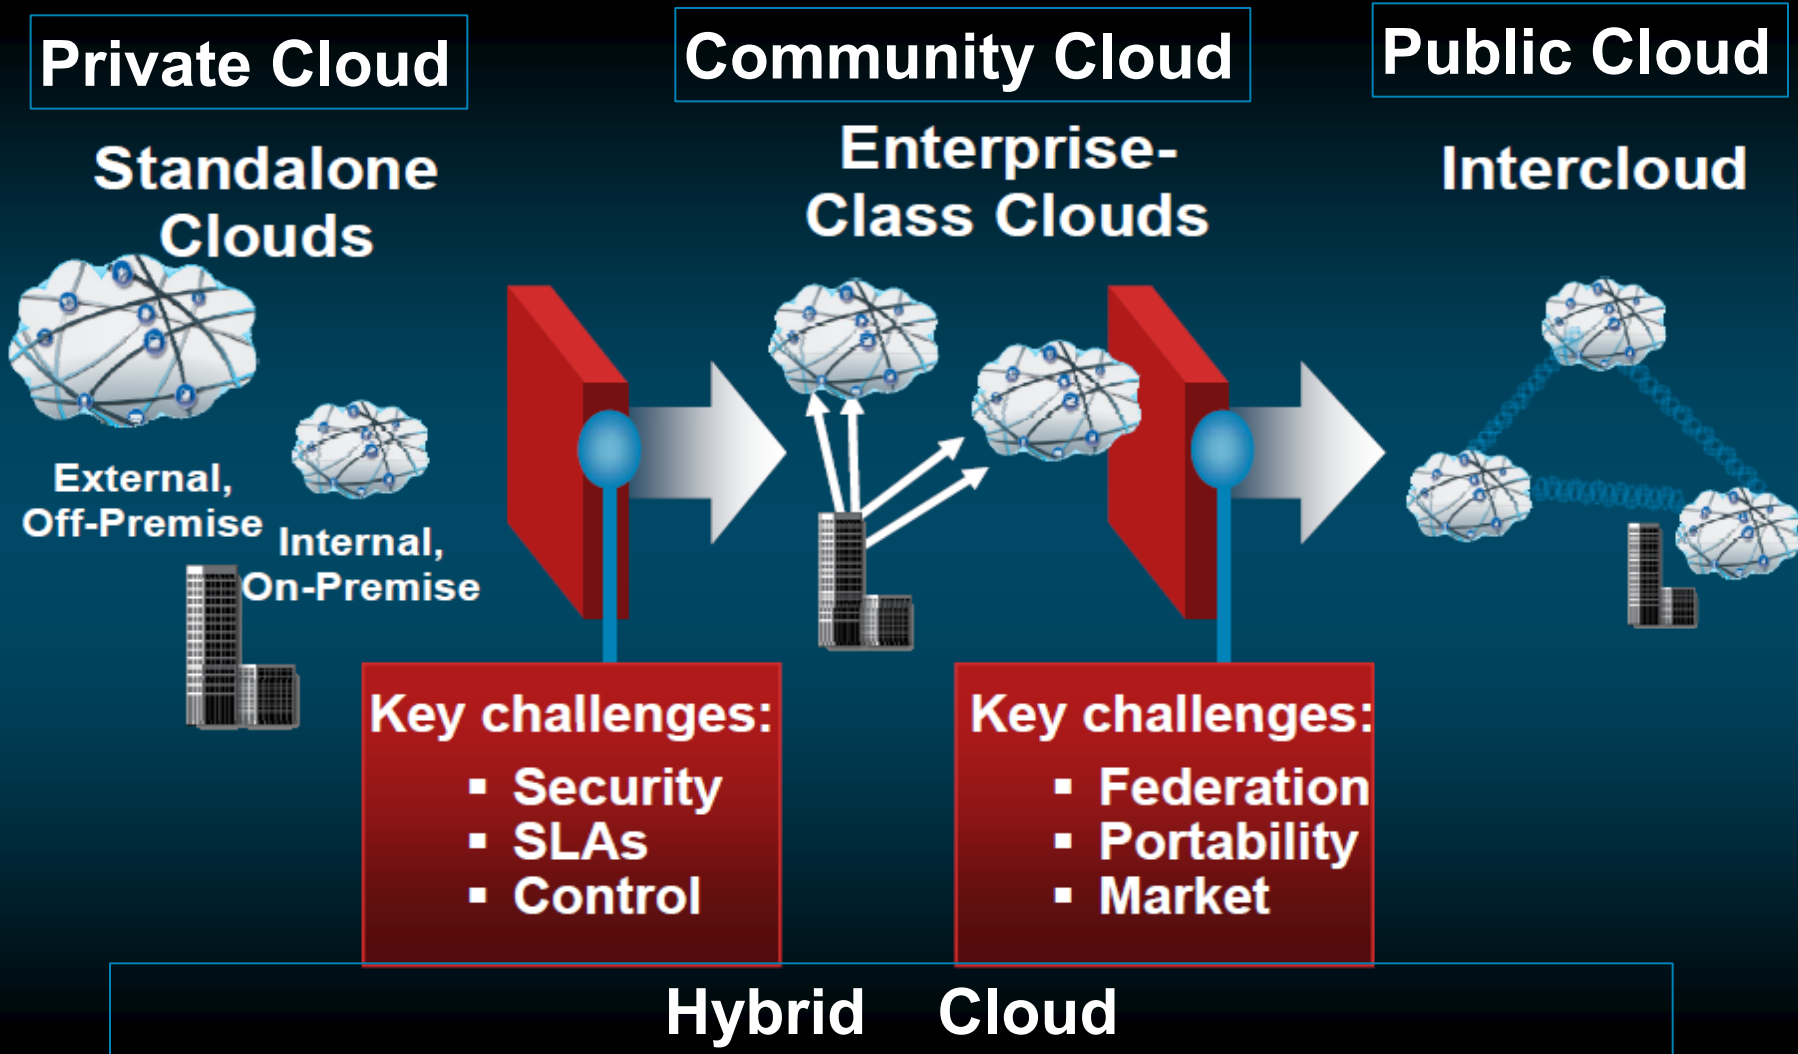 Private Cloud
Community Cloud
Public Cloud
Standalone
Clouds
Enterprise-
Class Clouds
Intercloud
External,
Off-Premise
Internal,
On-Premise
Key challenges:
▪ Security
▪ SLAs
▪ Control
Key challenges:
▪ Federation
▪ Portability
▪ Market
Hybrid Cloud